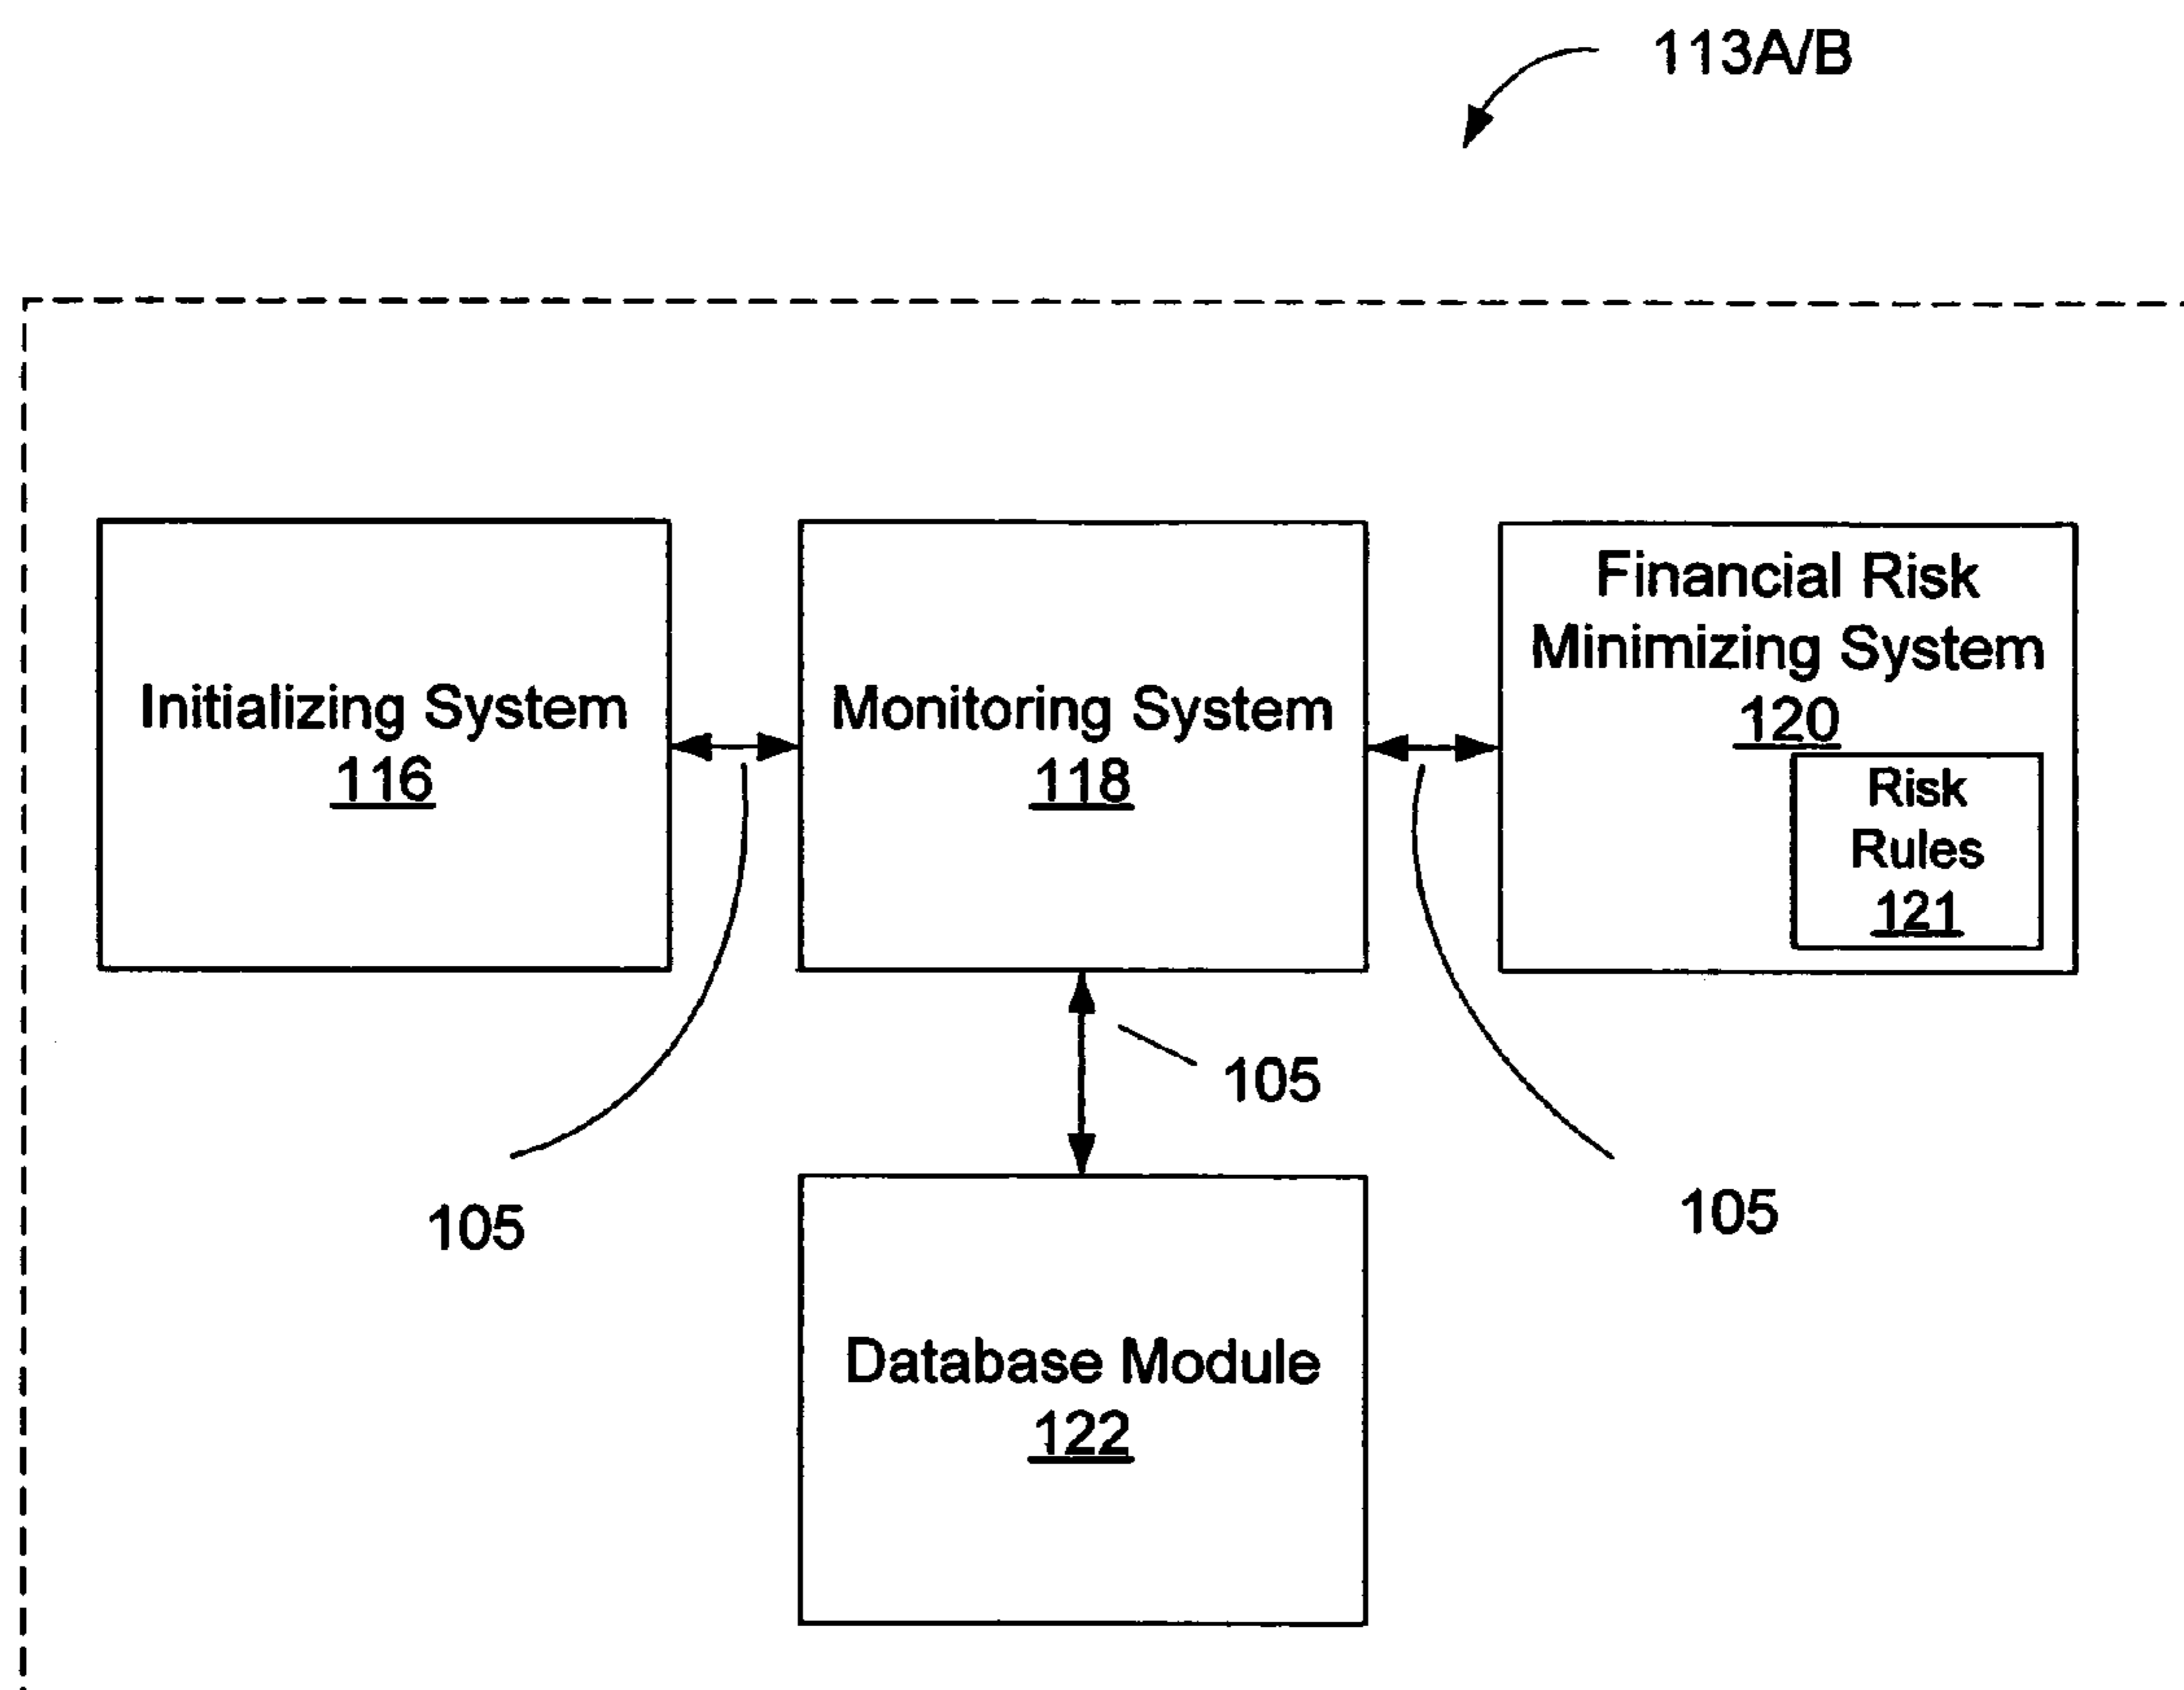 113A/B
Initializing System
116
Monitoring System
118
Financial Risk
Minimizing System
120
Risk
Rules
121
105
105
105
Database Module
122